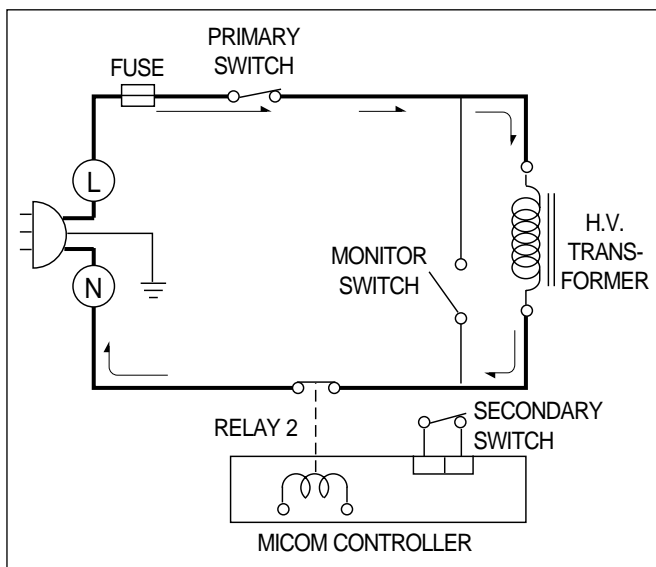 PRIMARY
SWITCH
FUSE
L
H.V.
TRANS-
FORMER
MONITOR
SWITCH
N
RELAY 2
SECONDARY
SWITCH
MICOM CONTROLLER